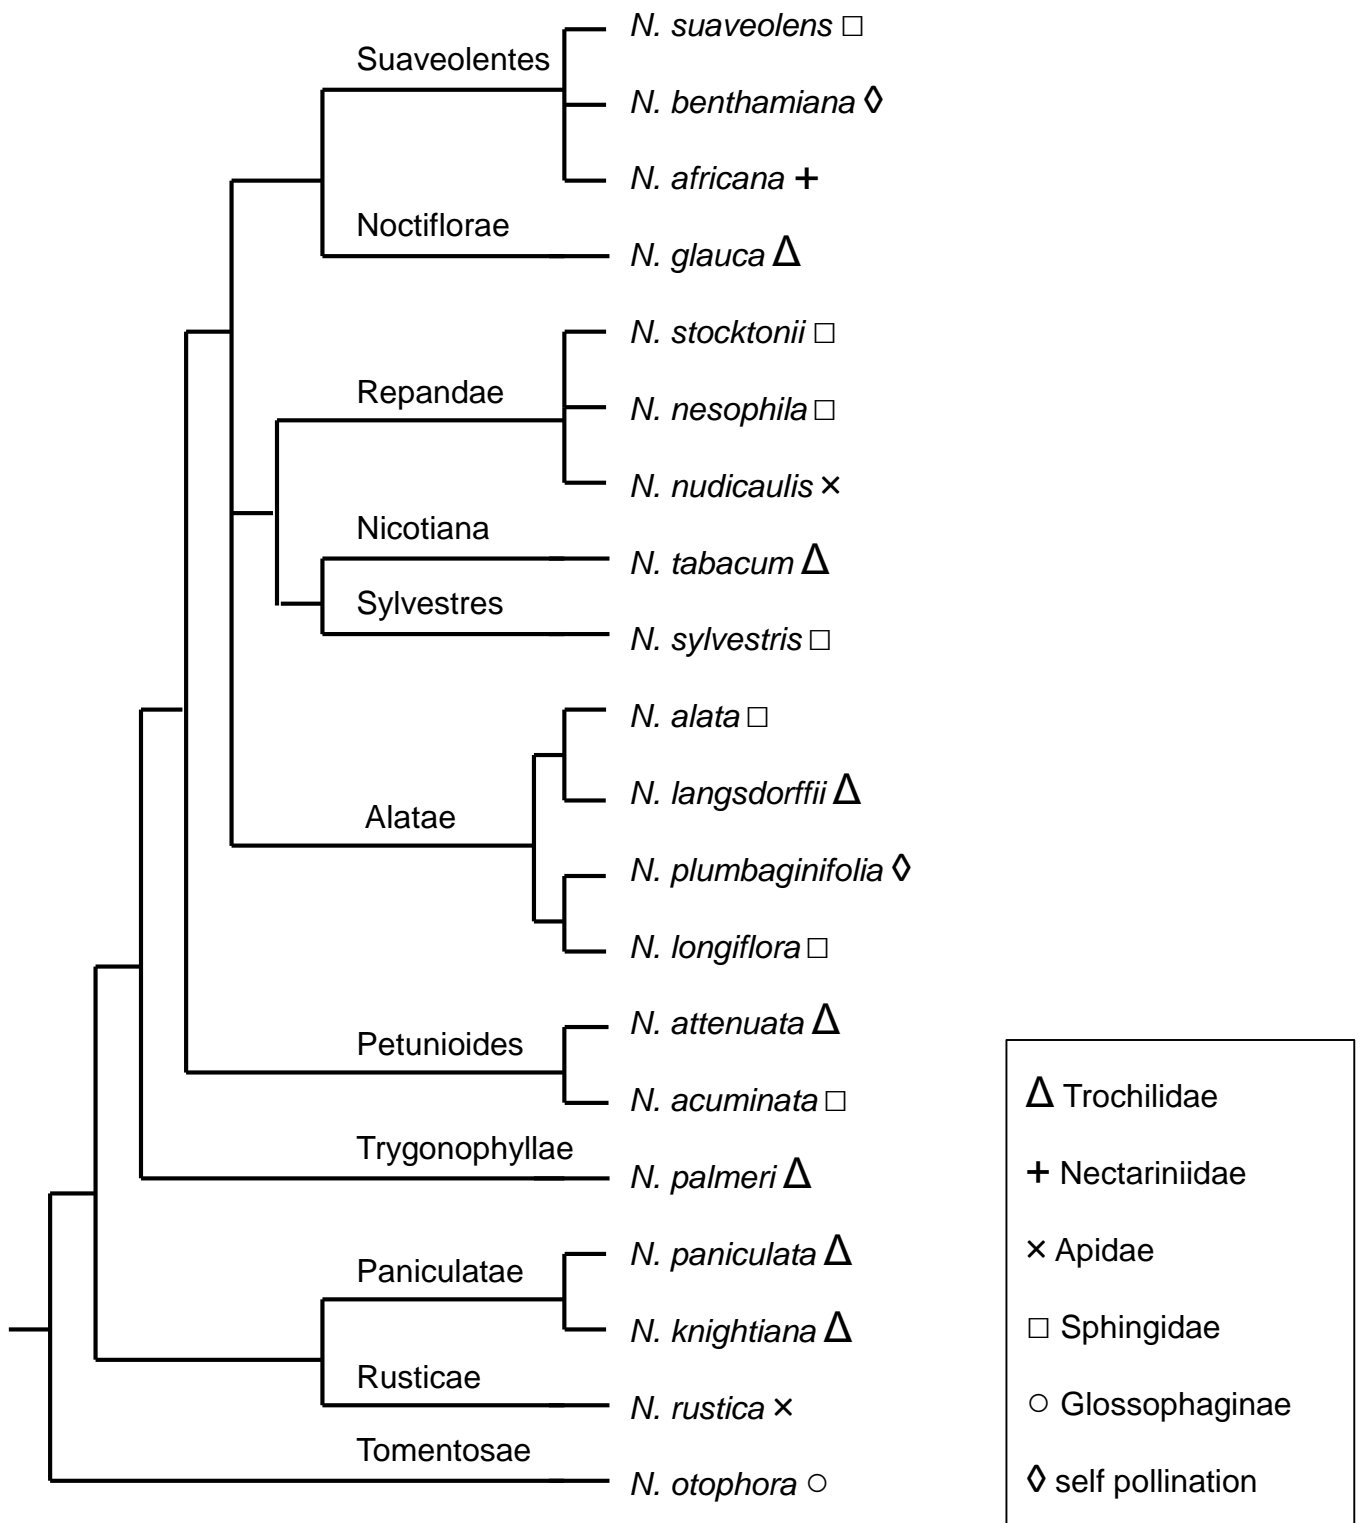 N. suaveolens □
Suaveolentes
N. benthamiana ◊
N. africana +
Noctiflorae
N. glauca Δ
N. stocktonii □
Repandae
N. nesophila □
N. nudicaulis ×
Nicotiana
N. tabacum Δ
Sylvestres
N. sylvestris □
N. alata □
N. langsdorffii Δ
Alatae
N. plumbaginifolia ◊
N. longiflora □
N. attenuata Δ
Petunioides
N. acuminata □
Trygonophyllae
N. palmeri Δ
N. paniculata Δ
Paniculatae
N. knightiana Δ
Rusticae
N. rustica ×
Tomentosae
N. otophora ○
Δ Trochilidae
+ Nectariniidae
× Apidae
□ Sphingidae
○ Glossophaginae
◊ self pollination